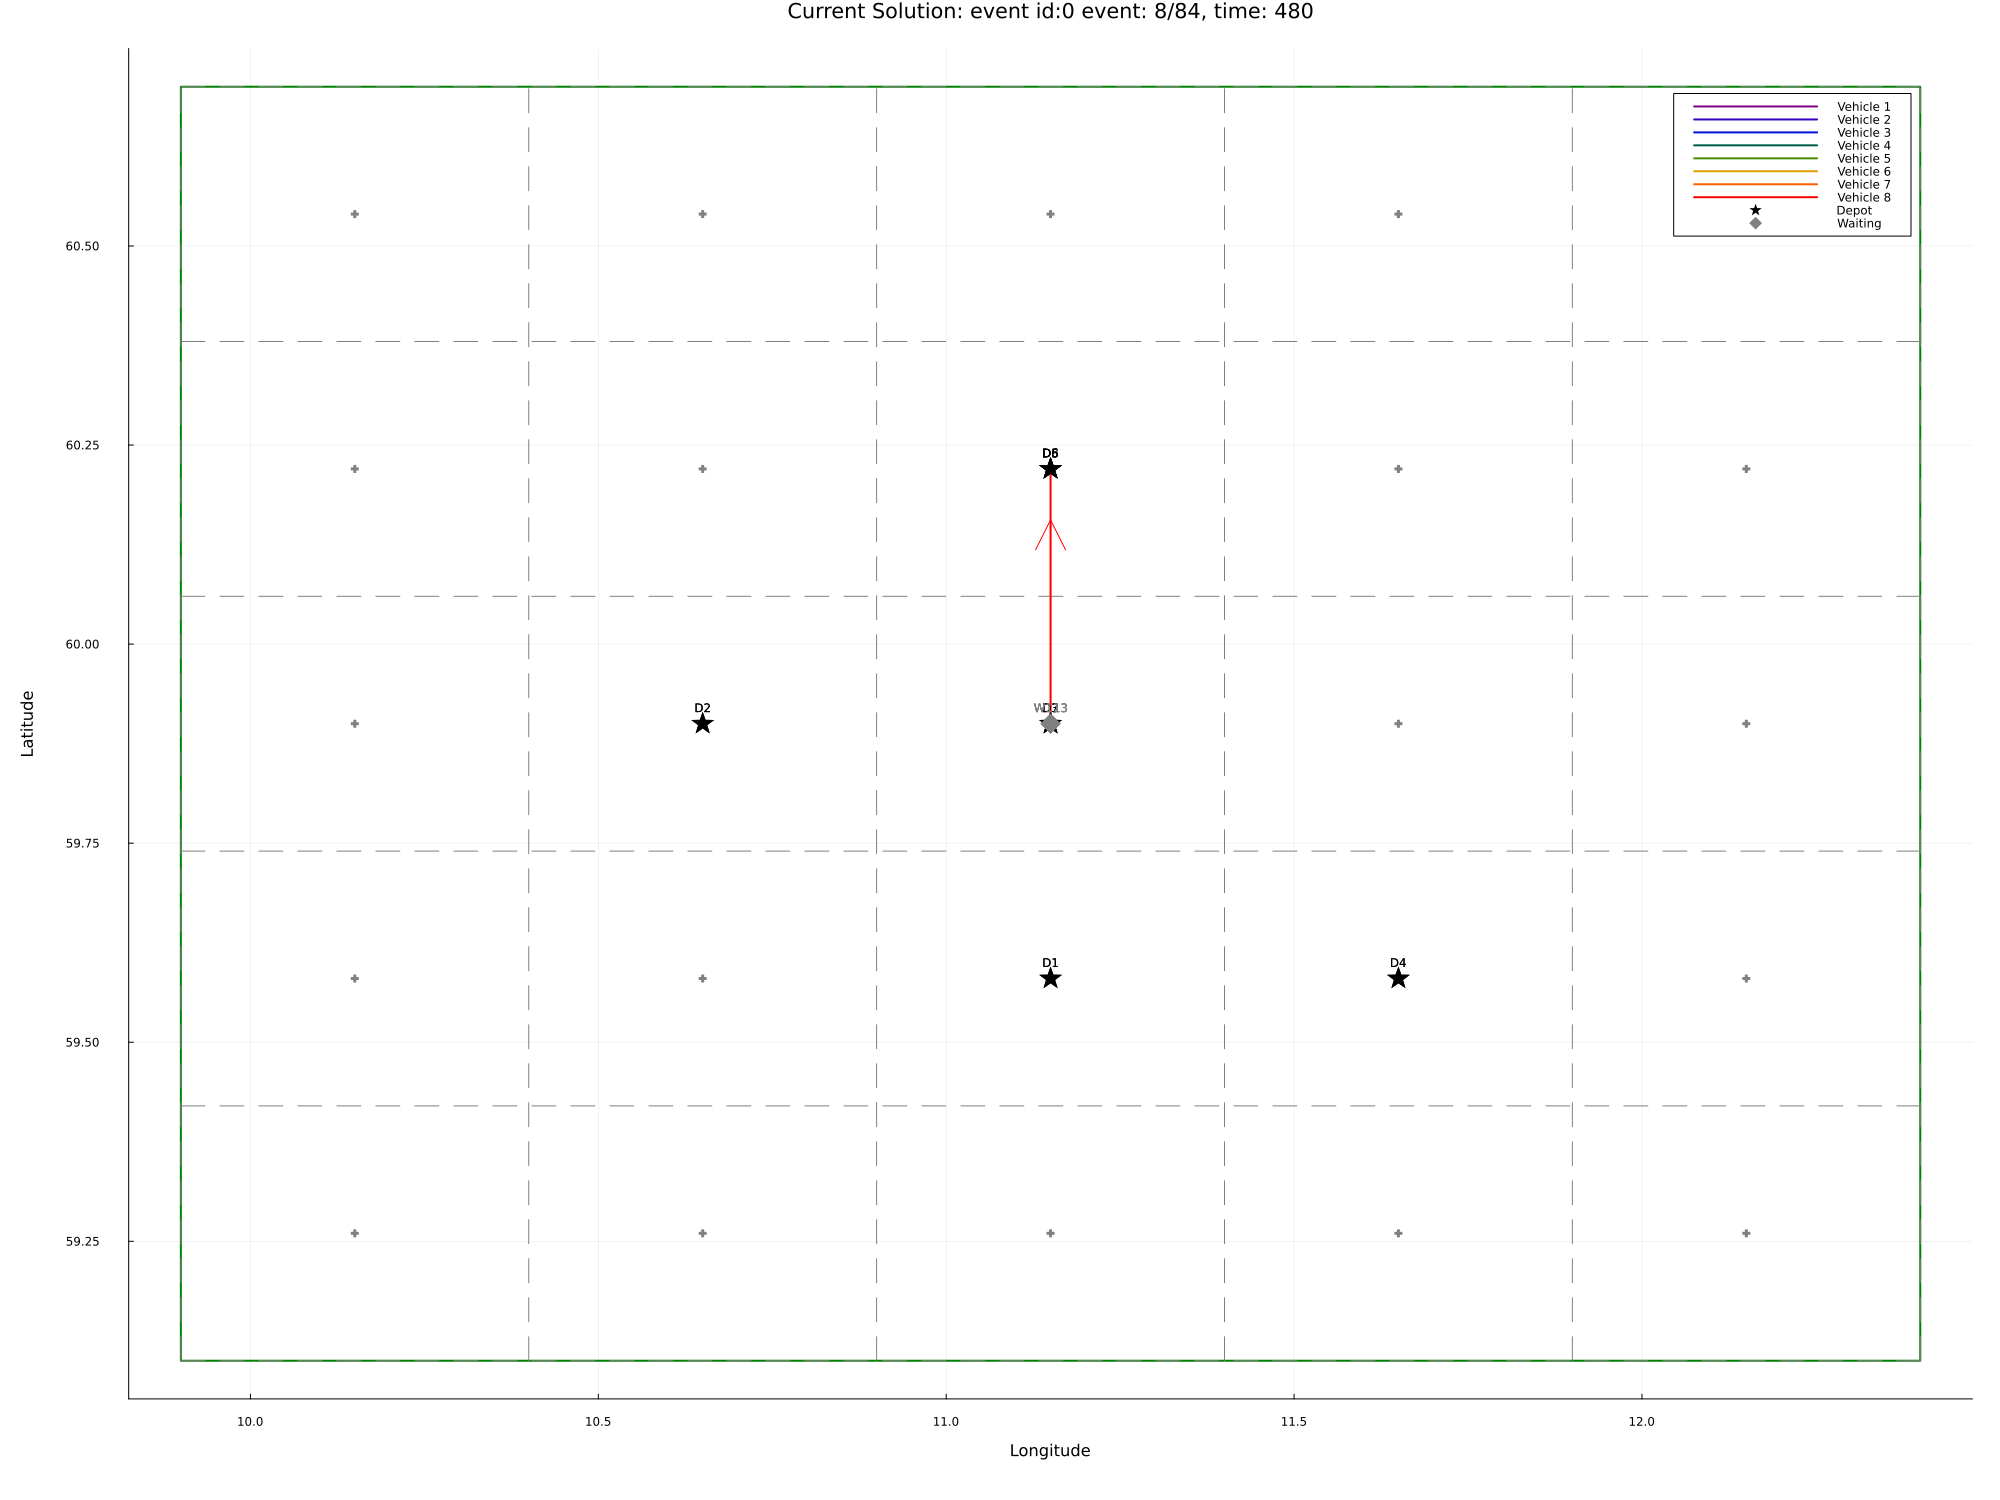 Current Solution: event id:0 event: 8/84, time: 480
Vehicle 1
Vehicle 2
Vehicle 3
Vehicle 4
Vehicle 5
Vehicle 6
Vehicle 7
Vehicle 8
Depot
Waiting
60.50
60.25
60.00
Latitude
D2
59.75
D1
D4
59.50
59.25
10.0
10.5
11.0
11.5
12.0
Longitude